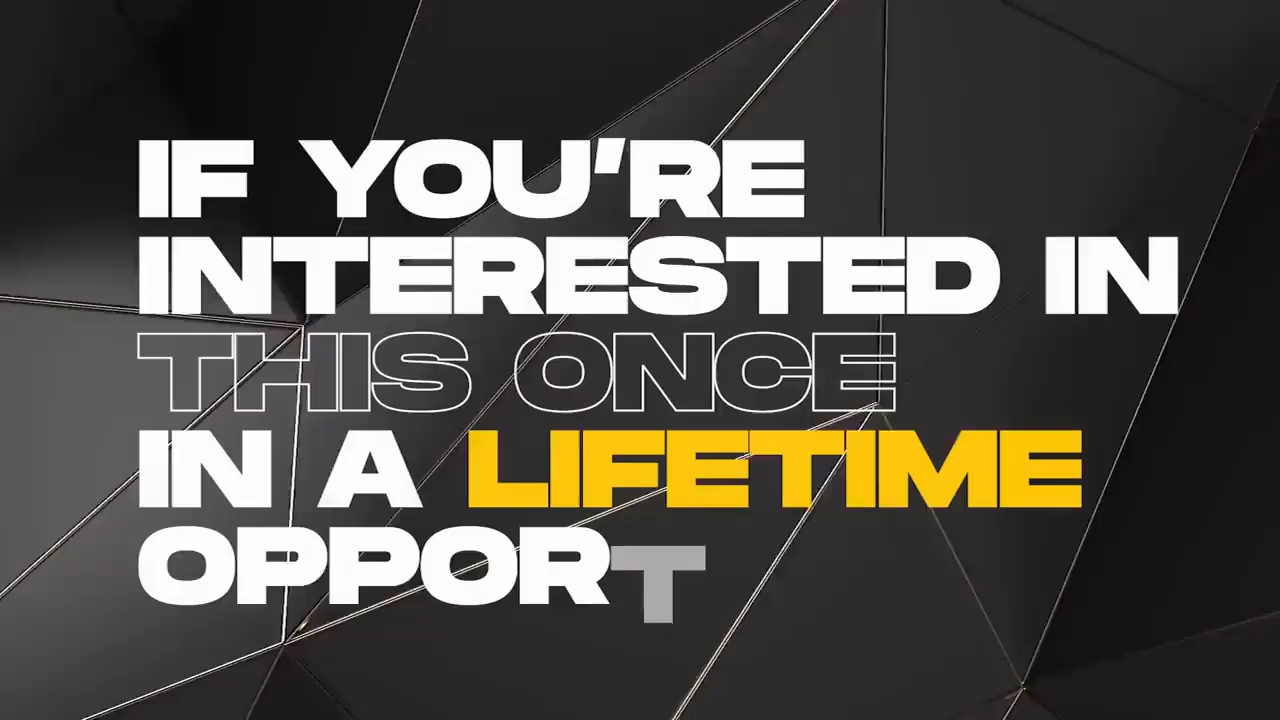 IF YOU'RE
INTERESTED IN
THIS ONCE
IN A LIFETIME
OPPORT